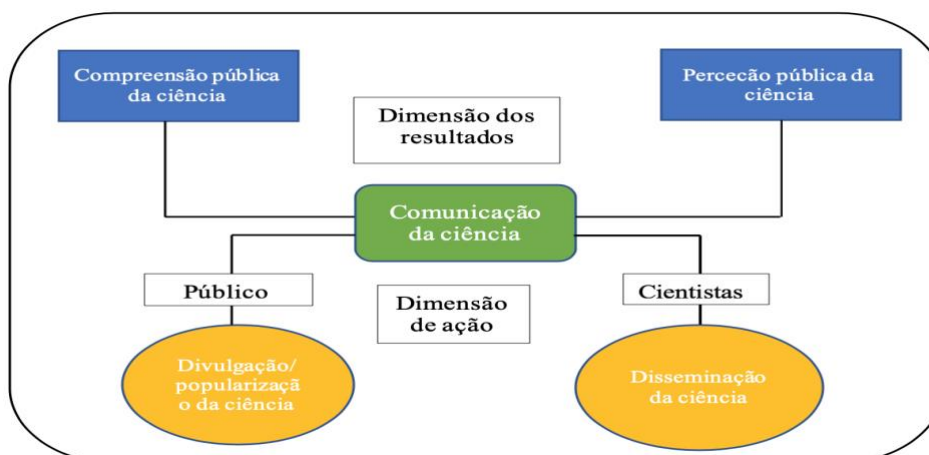 Compreensão pública
da ciência
Percecão pública da
ciência
Dimensão dos
resultados
Comunicação
da ciência
Público
Dimensão
de ação
Cientistas
Divulgação/
popularizaçã
o da ciência
Disseminação
da ciência